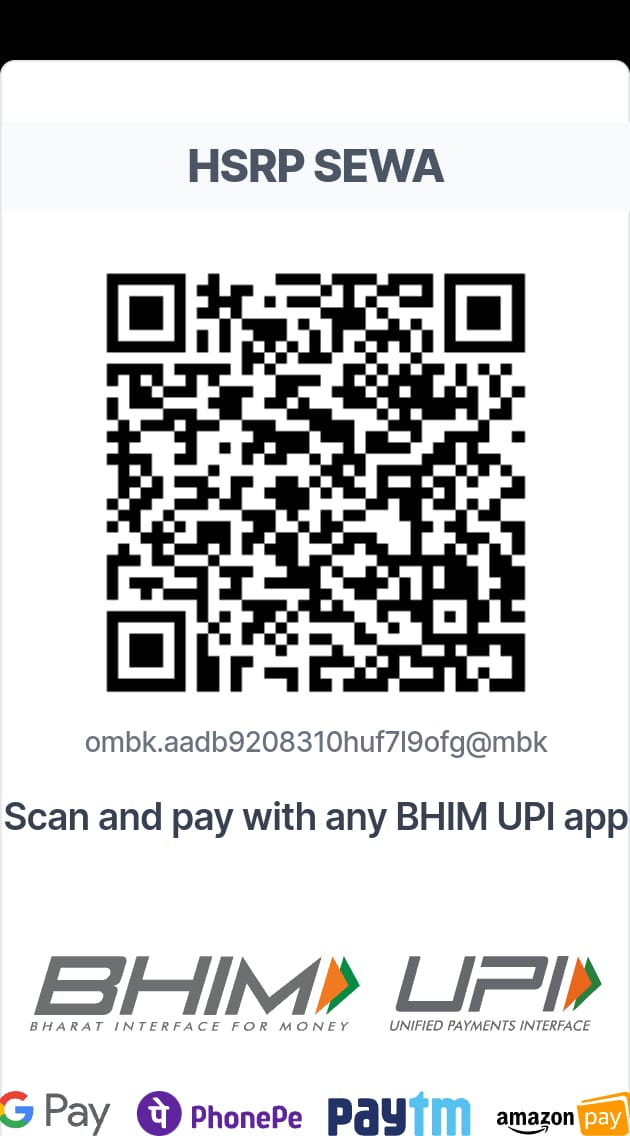 HSRP SEWA
ombk.aadb9208310huf7l9ofg@mbk
Scan and pay with any BHIM UPI app
BHIM UPI
BHARAT INTERFACE FOR MONEY UNIFIED PAYMENTS INTERFACE
G Pay पे PhonePe paytm amazon pay